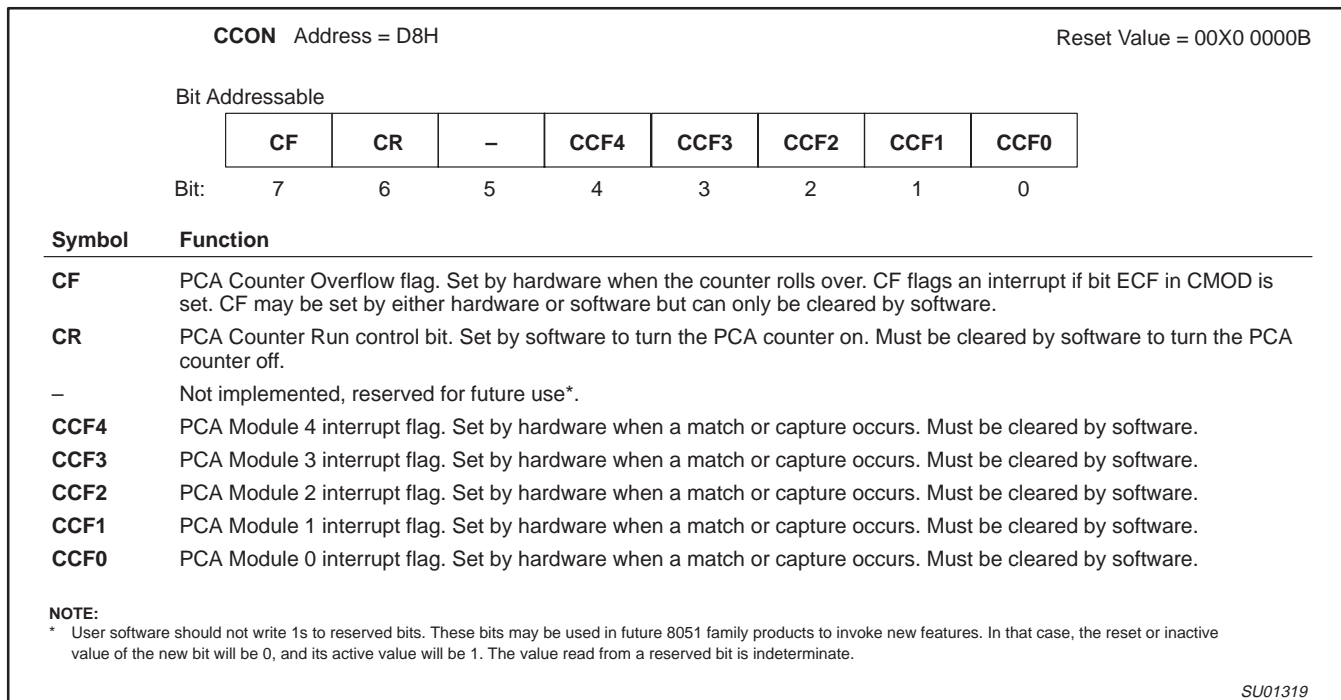 CCON Address = D8H Reset Value = 00X0 0000B
Bit Addressable
CF CR – CCF4 CCF3 CCF2 CCF1 CCF0
Bit: 7 6 5 4 3 2 1 0
Symbol Function
CF PCA Counter Overflow flag. Set by hardware when the counter rolls over. CF flags an interrupt if bit ECF in CMOD is
set. CF may be set by either hardware or software but can only be cleared by software.
CR PCA Counter Run control bit. Set by software to turn the PCA counter on. Must be cleared by software to turn the PCA
counter off.
– Not implemented, reserved for future use*.
CCF4 PCA Module 4 interrupt flag. Set by hardware when a match or capture occurs. Must be cleared by software.
CCF3 PCA Module 3 interrupt flag. Set by hardware when a match or capture occurs. Must be cleared by software.
CCF2 PCA Module 2 interrupt flag. Set by hardware when a match or capture occurs. Must be cleared by software.
CCF1 PCA Module 1 interrupt flag. Set by hardware when a match or capture occurs. Must be cleared by software.
CCF0 PCA Module 0 interrupt flag. Set by hardware when a match or capture occurs. Must be cleared by software.
NOTE:
* User software should not write 1s to reserved bits. These bits may be used in future 8051 family products to invoke new features. In that case, the reset or inactive
value of the new bit will be 0, and its active value will be 1. The value read from a reserved bit is indeterminate.
SU01319